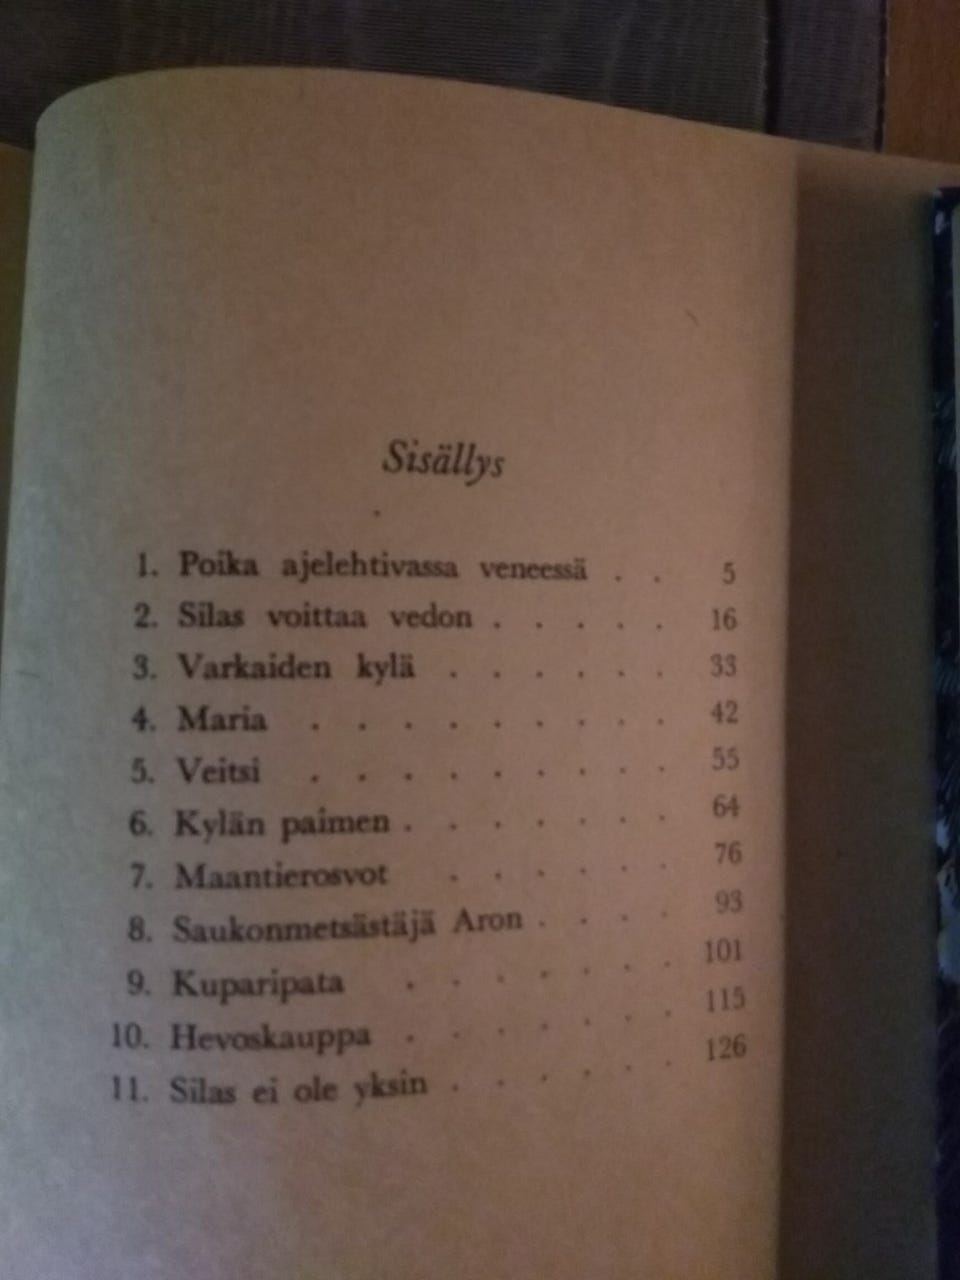 Sisällys
1. Poika ajelehtivassa veneessä . . 5
2. Silas voittaa vedon . . . . . 16
3. Varkaiden kylä . . . . . . 33
4. Maria . . . . . . . . . 42
5. Veitsi . . . . . . . . . 55
6. Kylän paimen . . . . . . . 64
7. Maantierosvot . . . . . . 76
8. Saukonmetsästäjä Aron . . . . 93
9. Kuparipata . . . . . . . 101
10. Hevoskauppa . . . . . . . 115
11. Silas ei ole yksin . . . . . . 126